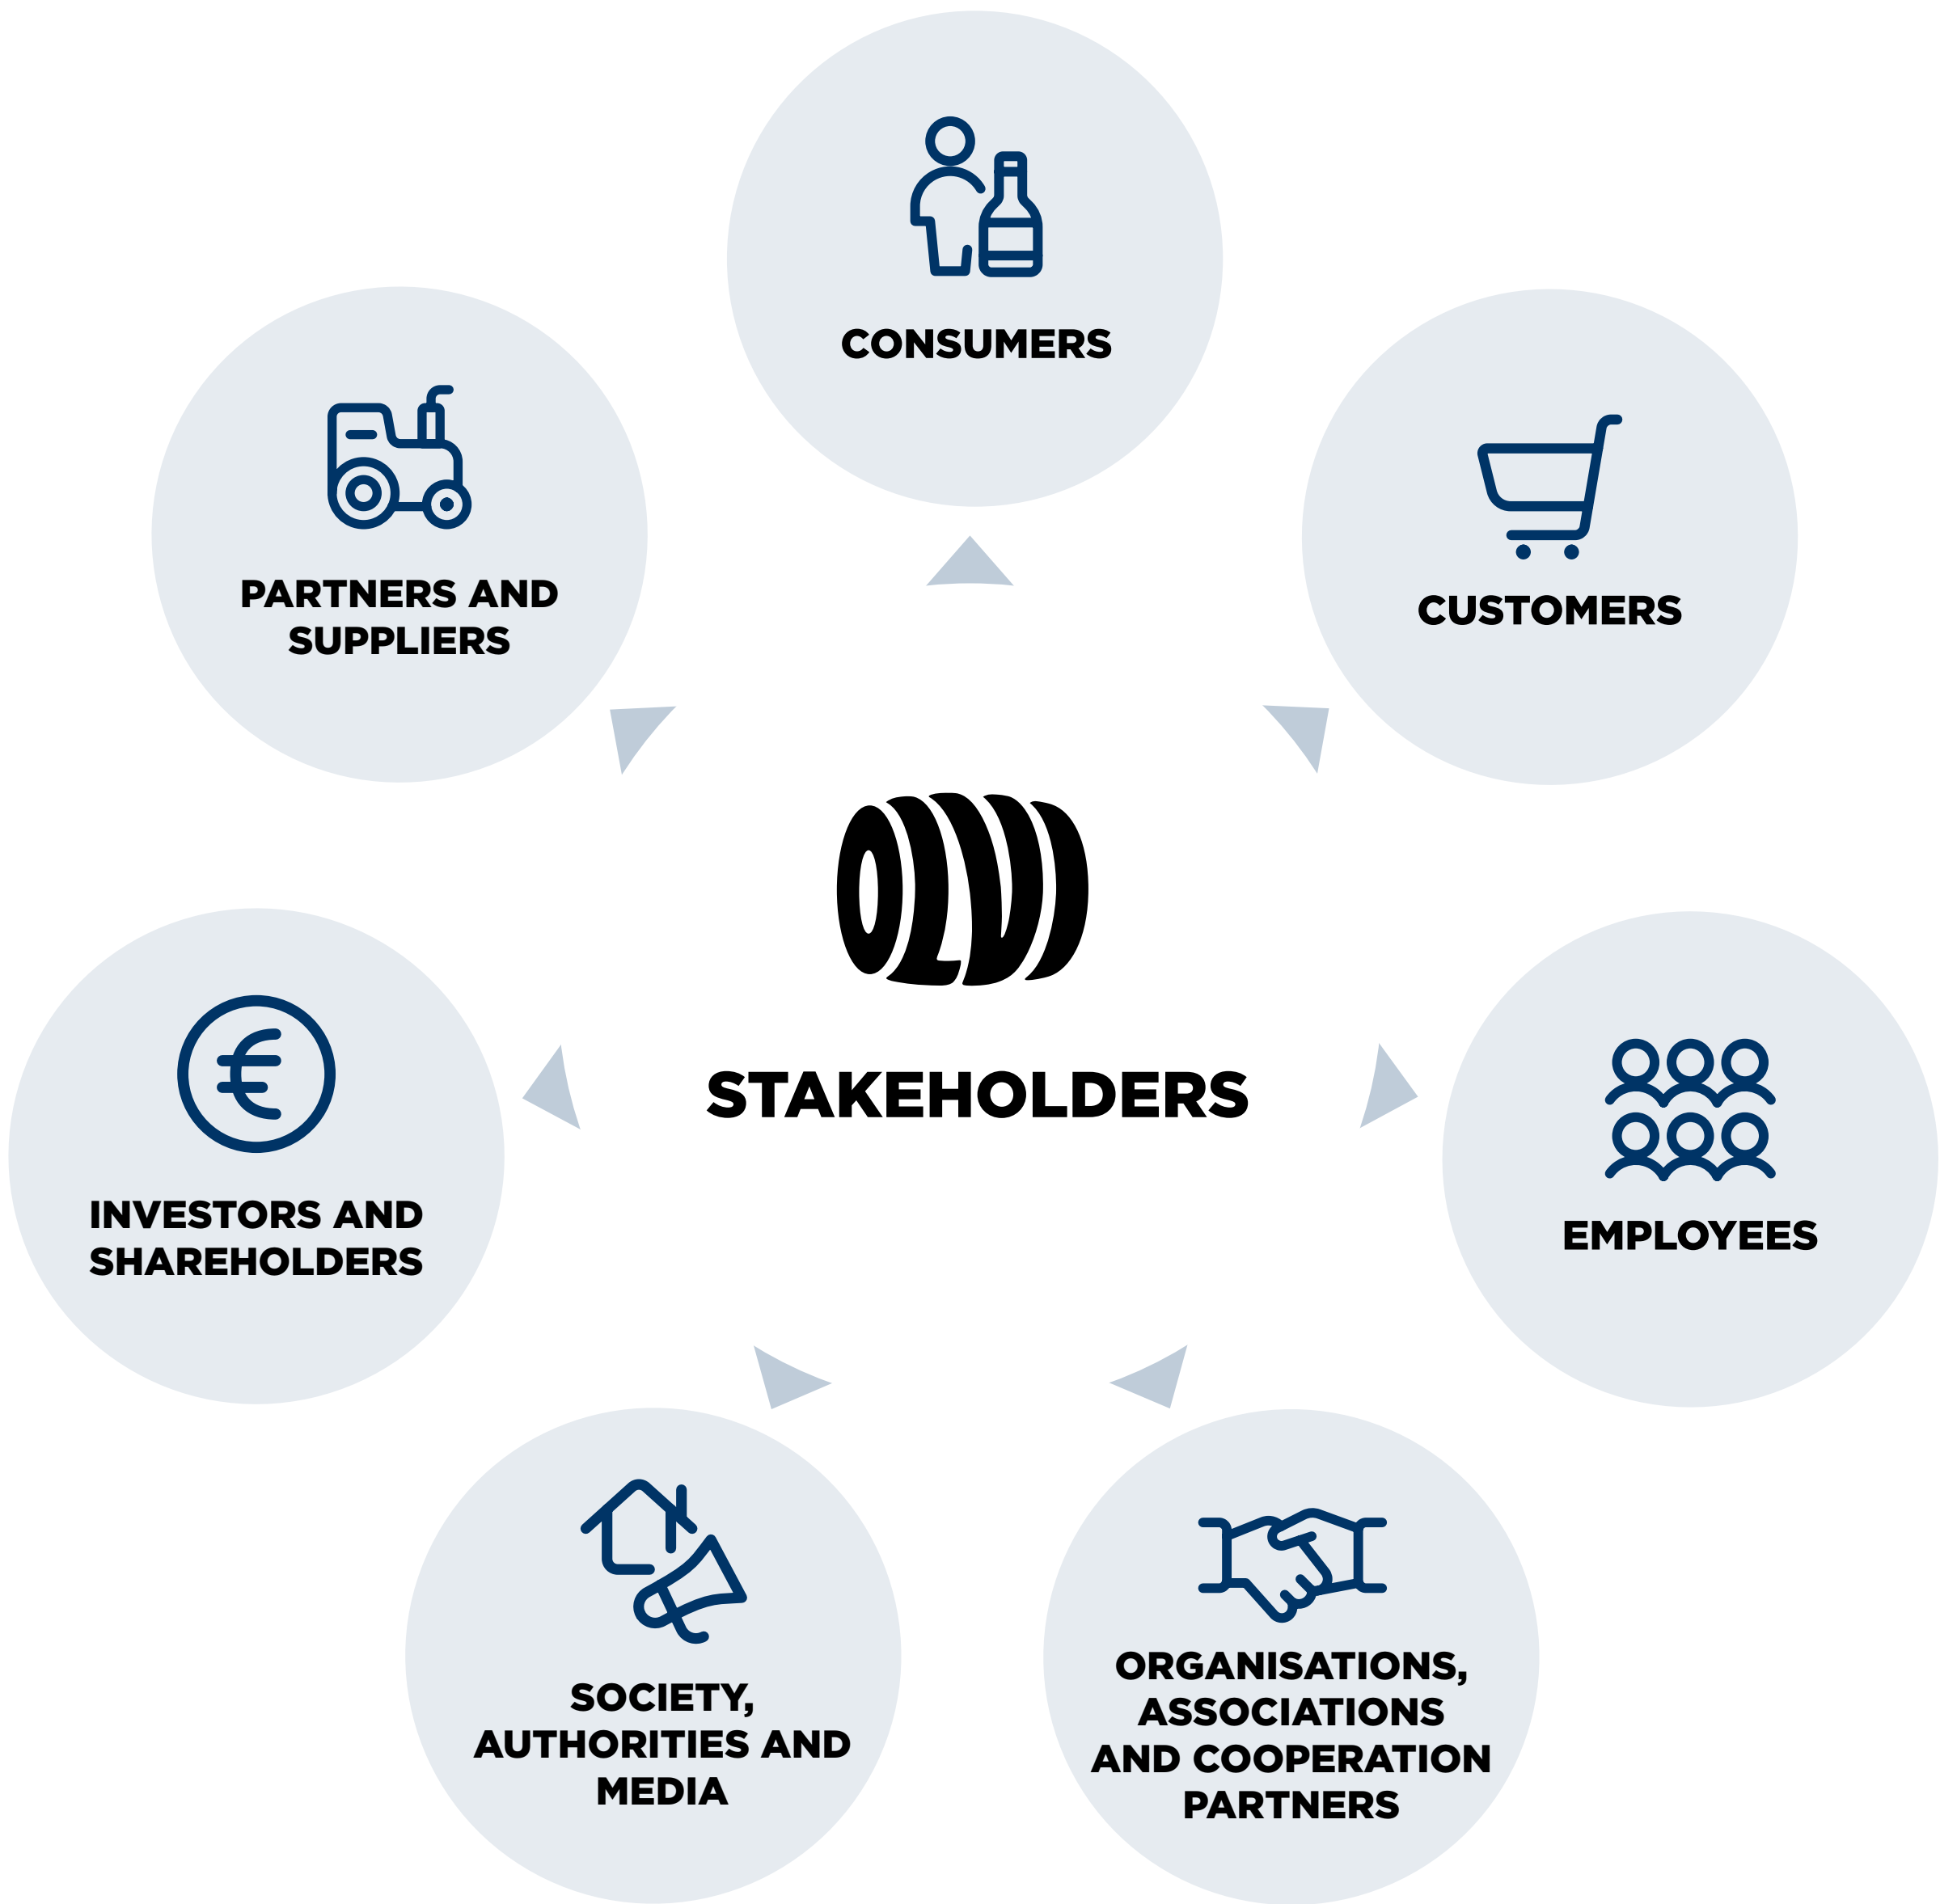 CONSUMERS
CUSTOMERS
PARTNERS AND
SUPPLIERS
OLVI
STAKEHOLDERS
EMPLOYEES
INVESTORS AND
SHAREHOLDERS
ORGANISATIONS,
ASSOCIATIONS
AND COOPERATION
PARTNERS
SOCIETY,
AUTHORITIES AND
MEDIA